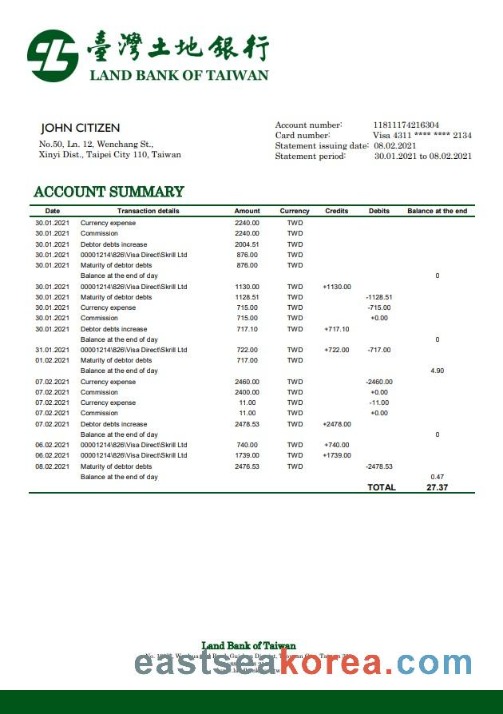 臺灣土地銀行
LAND BANK OF TAIWAN
JOHN CITIZEN
No.50, Ln. 12, Wenchang St.,
Xinyi Dist., Taipei City 110, Taiwan
Account number: 11811174216304
Card number: Visa 4311 **** **** 2134
Statement issuing date: 08.02.2021
Statement period: 30.01.2021 to 08.02.2021
ACCOUNT SUMMARY
Date Transaction details Amount Currency Credits Debits Balance at the end
30.01.2021 Currency expense 2240.00 TWD
30.01.2021 Commission 2240.00 TWD
30.01.2021 Debtor debts increase 2004.51 TWD
30.01.2021 00001214\826\Visa Direct\Skrill Ltd 876.00 TWD
30.01.2021 Maturity of debtor debts 876.00 TWD
Balance at the end of day 0
30.01.2021 00001214\826\Visa Direct\Skrill Ltd 1130.00 TWD +1130.00
30.01.2021 Maturity of debtor debts 1128.51 TWD -1128.51
30.01.2021 Currency expense 715.00 TWD -715.00
30.01.2021 Commission 715.00 TWD +0.00
30.01.2021 Debtor debts increase 717.10 TWD +717.10
Balance at the end of day 0
31.01.2021 00001214\826\Visa Direct\Skrill Ltd 722.00 TWD +722.00 -717.00
01.02.2021 Maturity of debtor debts 717.00 TWD
Balance at the end of day 4.90
07.02.2021 Currency expense 2460.00 TWD -2460.00
07.02.2021 Commission 2400.00 TWD +0.00
07.02.2021 Currency expense 11.00 TWD -11.00
07.02.2021 Commission 11.00 TWD +0.00
07.02.2021 Debtor debts increase 2478.53 TWD +2478.00
Balance at the end of day 0
06.02.2021 00001214\826\Visa Direct\Skrill Ltd 740.00 TWD +740.00
06.02.2021 00001214\826\Visa Direct\Skrill Ltd 1739.00 TWD +1739.00
08.02.2021 Maturity of debtor debts 2476.53 TWD -2478.53
Balance at the end of day 0.47
TOTAL 27.37
Land Bank of Taiwan
eastseakorea.com